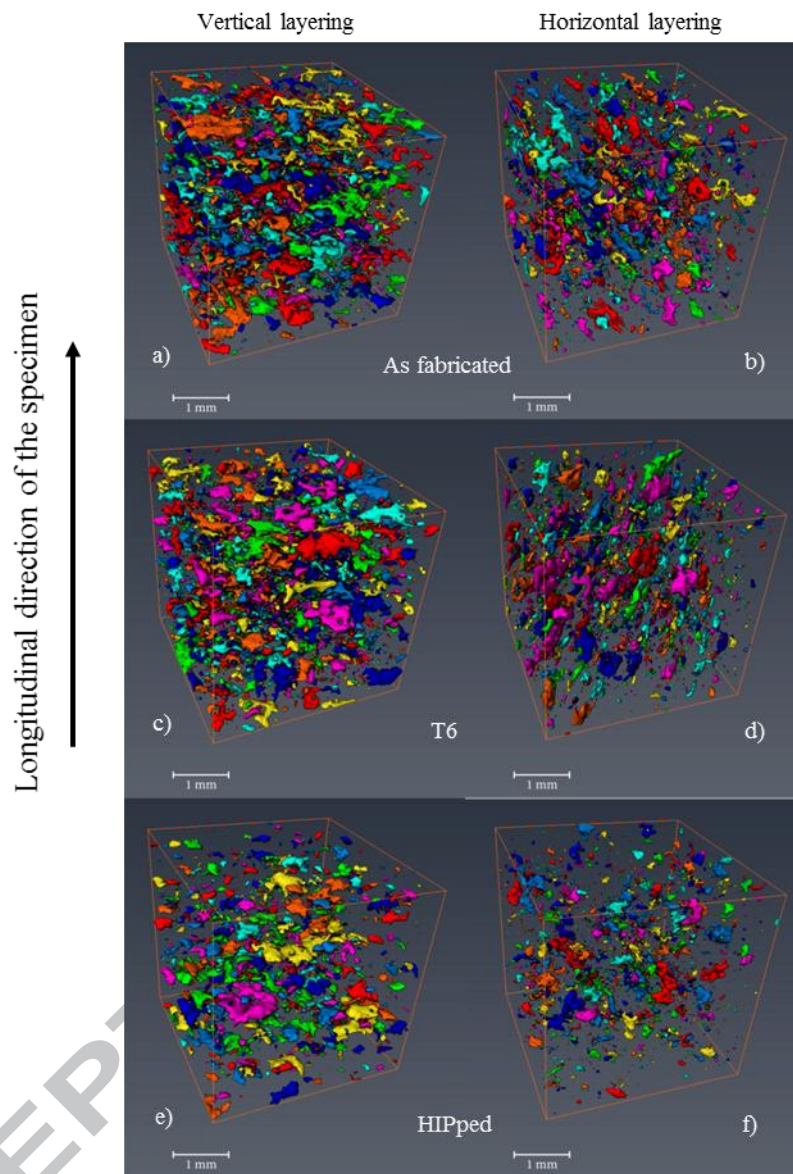 Vertical layering
Horizontal layering
Longitudinal direction of the specimen
a)
b)
As fabricated
1 mm
1 mm
c)
d)
T6
1 mm
1 mm
e)
f)
HIPped
1 mm
1 mm